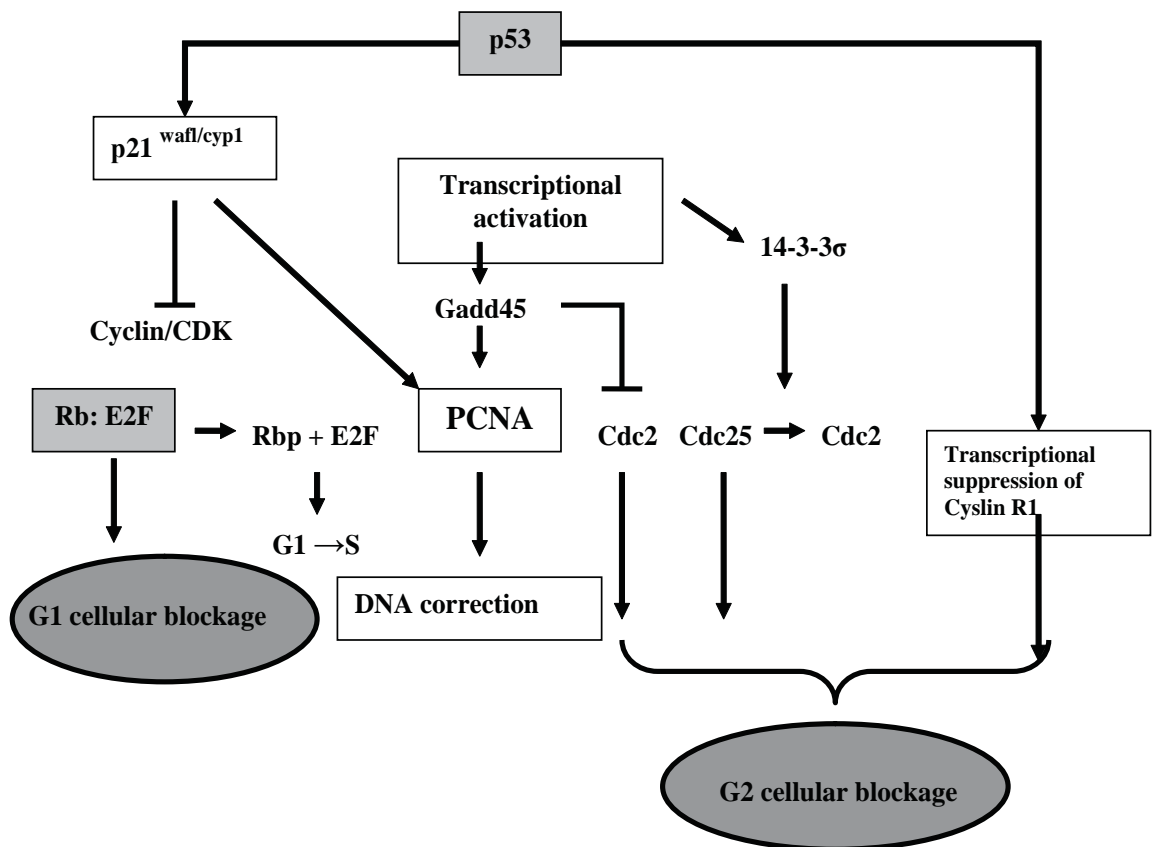 p53
p21 wafl/cyp1
Transcriptional
activation
14-3-3σ
Gadd45
Cyclin/CDK
Rb: E2F
Rbp + E2F
PCNA
Cdc2
Cdc25
Cdc2
Transcriptional
suppression of
Cyslin R1
G1 →S
DNA correction
G1 cellular blockage
G2 cellular blockage